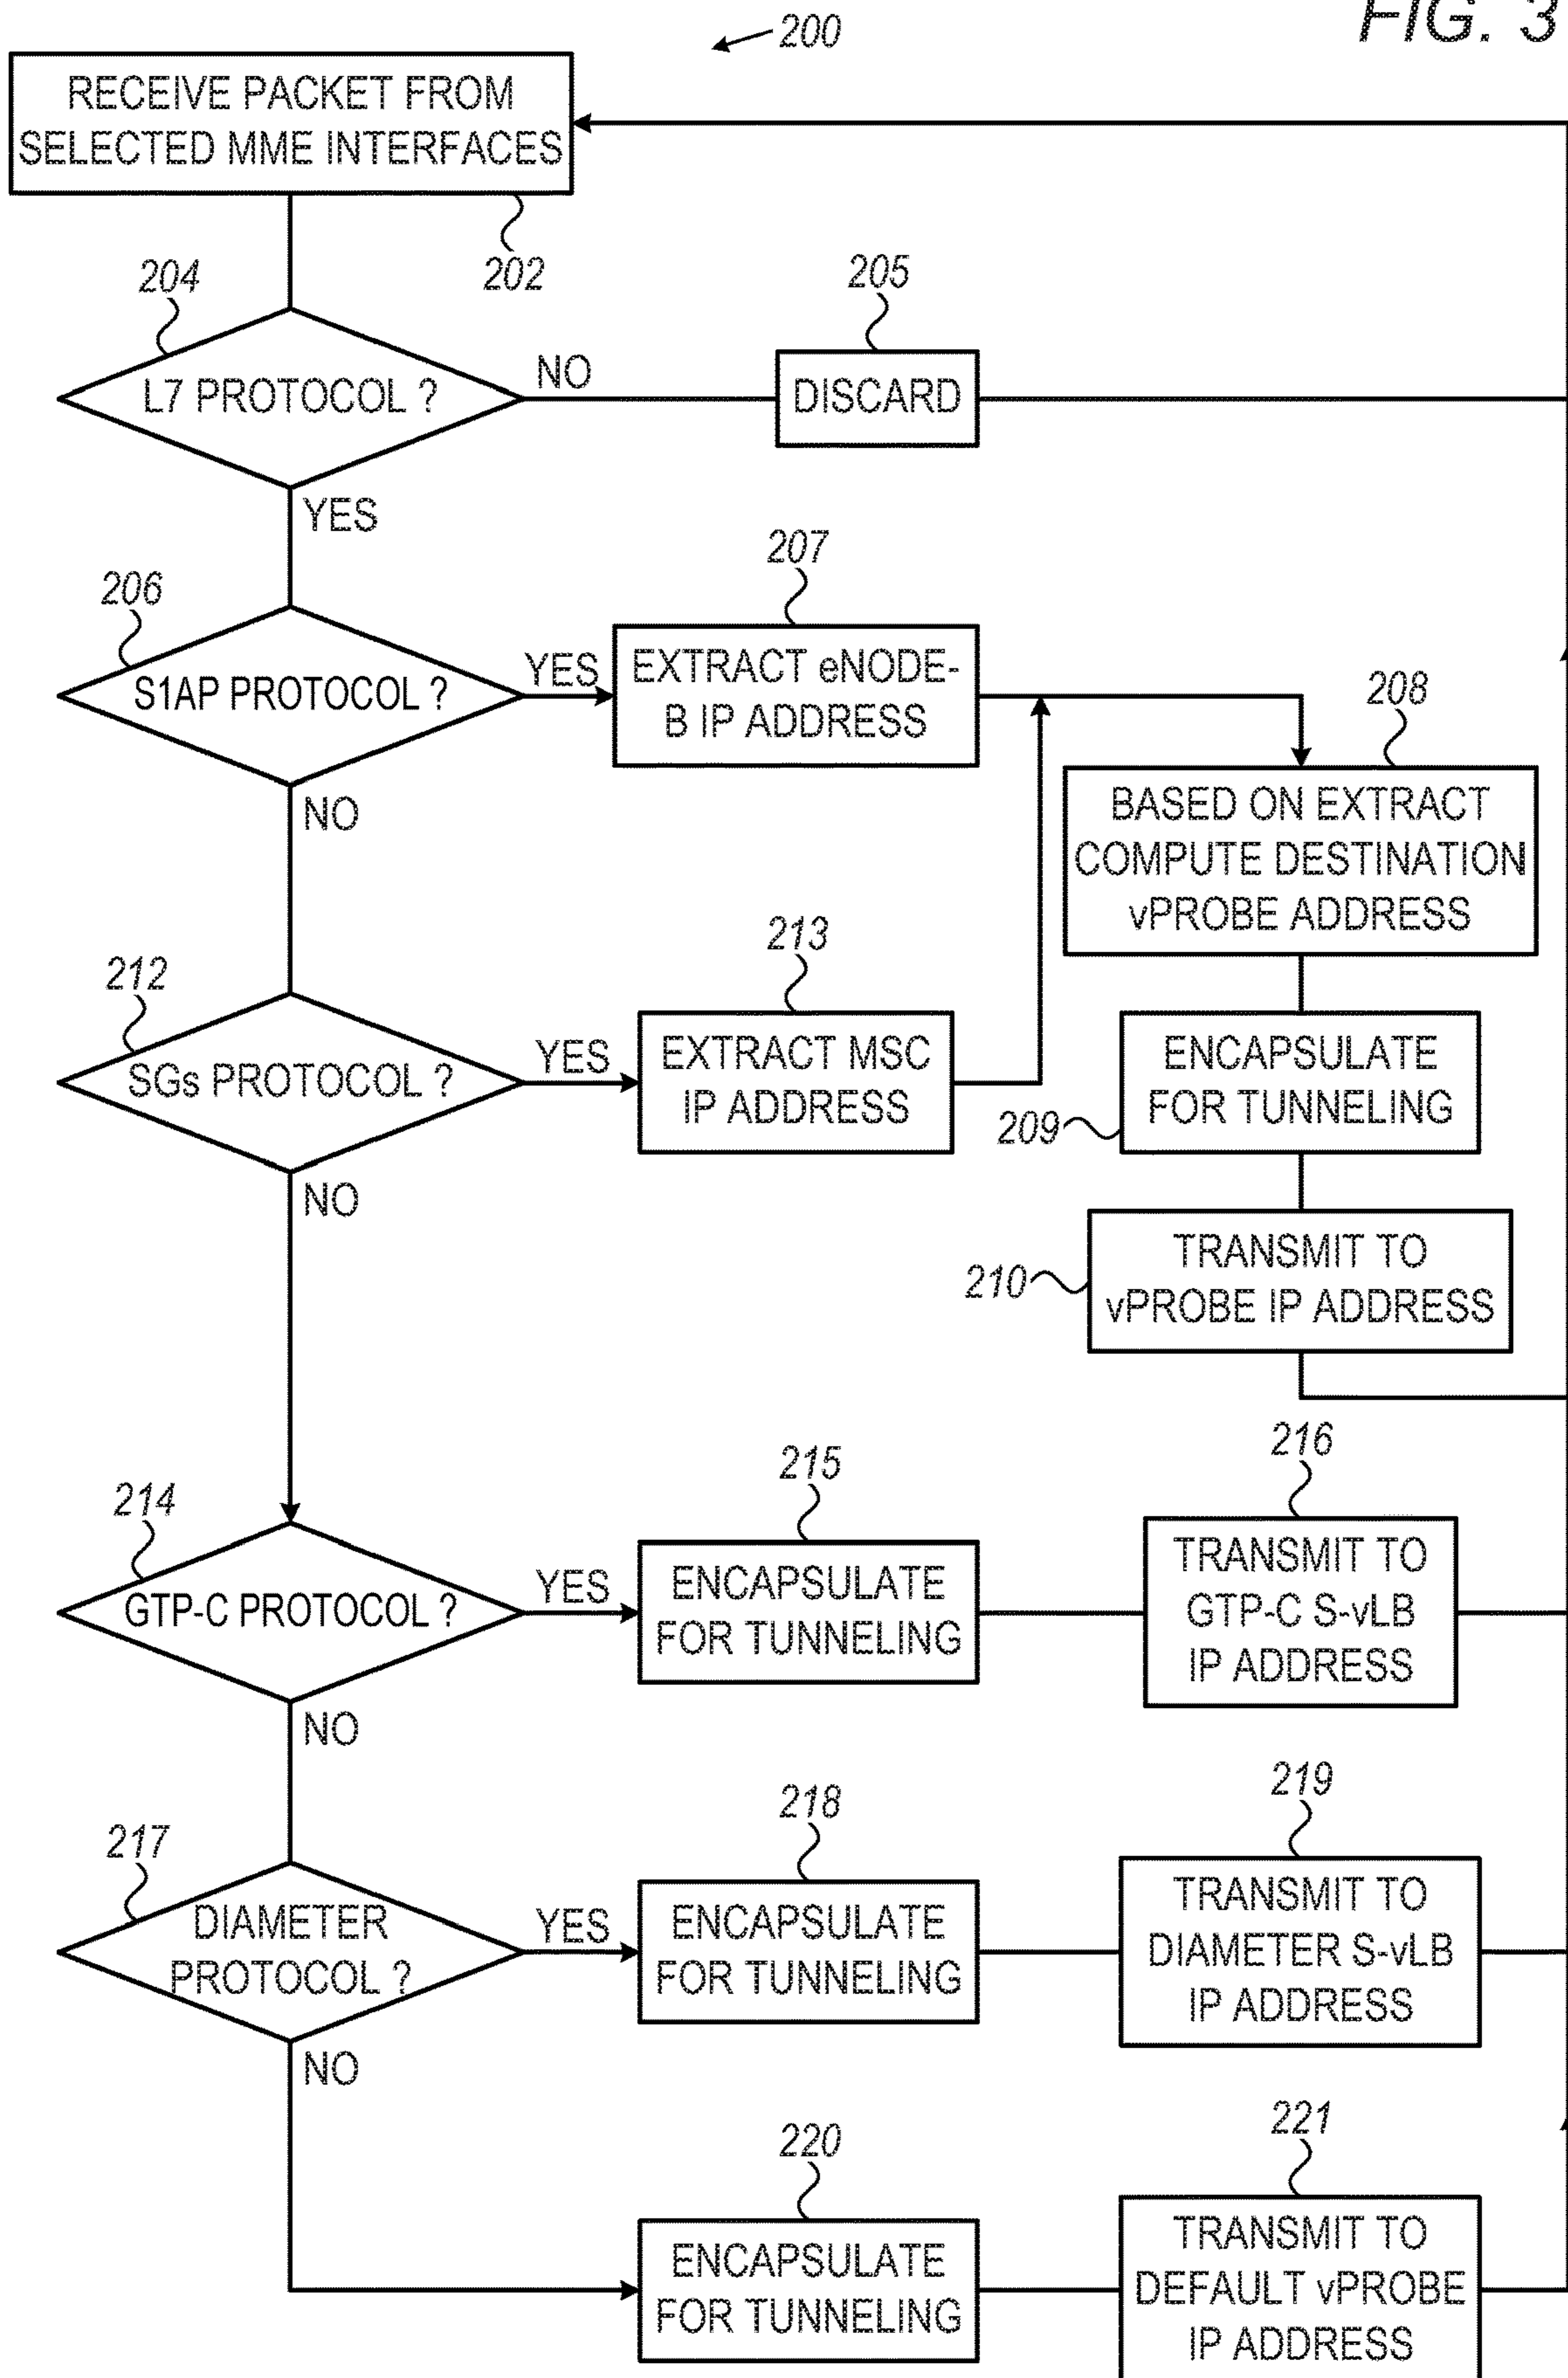 FIG. 3
200
RECEIVE PACKET FROM
SELECTED MME INTERFACES
202
204
L7 PROTOCOL ?
NO
205
DISCARD
YES
206
S1AP PROTOCOL ?
YES
207
EXTRACT eNODE-
B IP ADDRESS
208
BASED ON EXTRACT
COMPUTE DESTINATION
vPROBE ADDRESS
NO
212
SGs PROTOCOL ?
YES
213
EXTRACT MSC
IP ADDRESS
209
ENCAPSULATE
FOR TUNNELING
NO
210
TRANSMIT TO
vPROBE IP ADDRESS
214
GTP-C PROTOCOL ?
YES
215
ENCAPSULATE
FOR TUNNELING
216
TRANSMIT TO
GTP-C S-vLB
IP ADDRESS
NO
217
DIAMETER
PROTOCOL ?
YES
218
ENCAPSULATE
FOR TUNNELING
219
TRANSMIT TO
DIAMETER S-vLB
IP ADDRESS
NO
220
ENCAPSULATE
FOR TUNNELING
221
TRANSMIT TO
DEFAULT vPROBE
IP ADDRESS